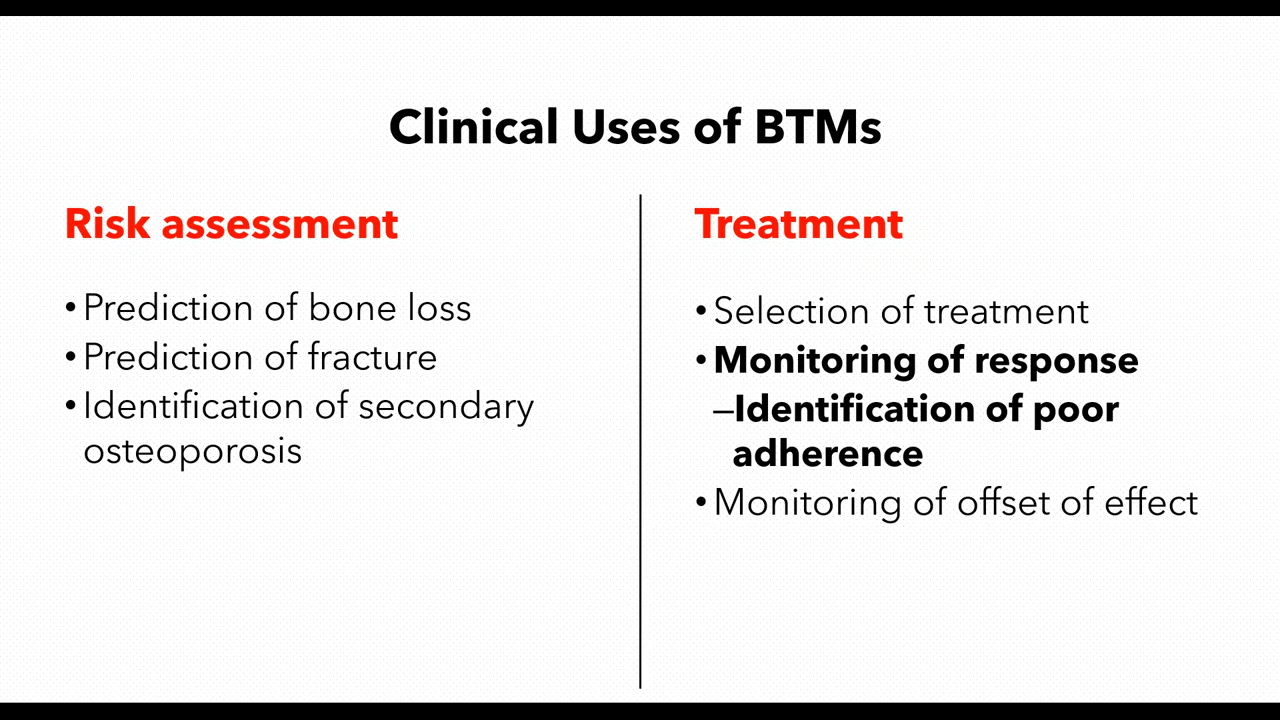 Clinical Uses of BTMs
Risk assessment
• Prediction of bone loss
• Prediction of fracture
• Identification of secondary
osteoporosis
Treatment
• Selection of treatment
• Monitoring of response
–Identification of poor
adherence
• Monitoring of offset of effect